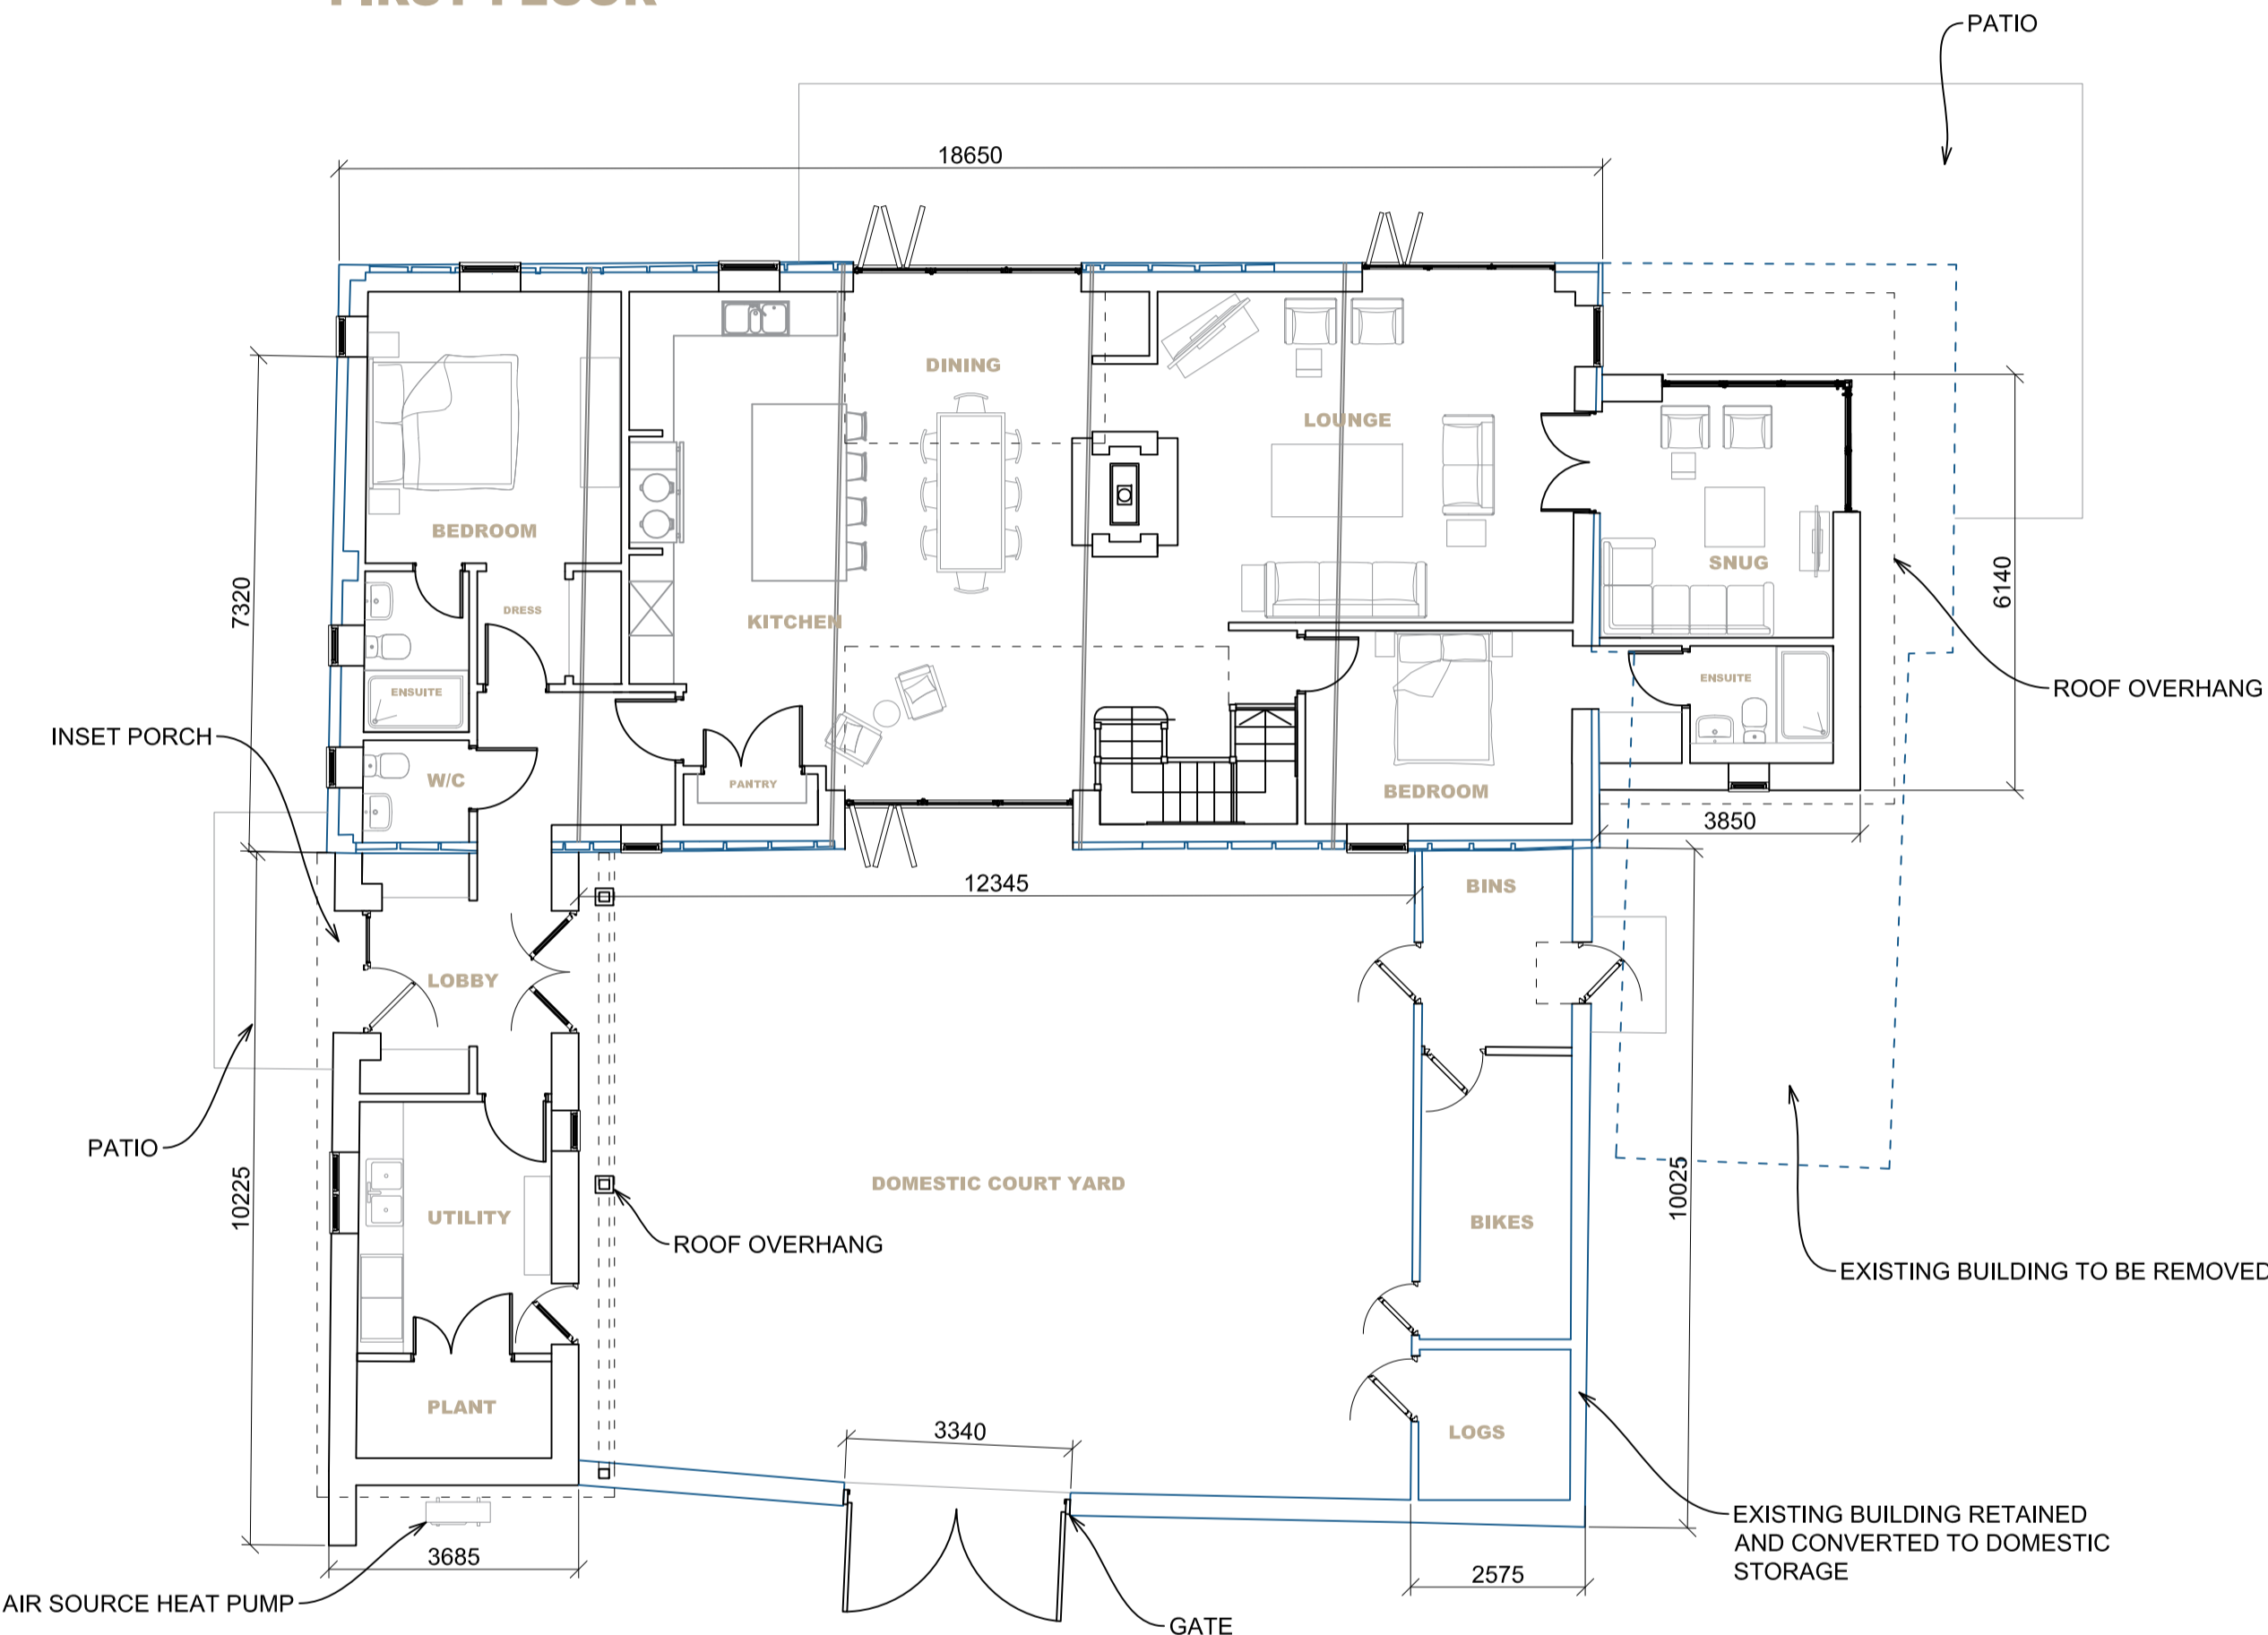 FIRST FLOOR
PATIO
18650
DINING
LOUNGE
BEDROOM
SNUG
7320
6140
DRESS
KITCHEN
ENSUITE
ENSUITE
ROOF OVERHANG
INSET PORCH
W/C
PANTRY
BEDROOM
3850
12345
BINS
LOBBY
PATIO
10225
10025
DOMESTIC COURT YARD
UTILITY
BIKES
ROOF OVERHANG
EXISTING BUILDING TO BE REMOVED
PLANT
3340
LOGS
EXISTING BUILDING RETAINED
AND CONVERTED TO DOMESTIC
STORAGE
3685
2575
AIR SOURCE HEAT PUMP
GATE